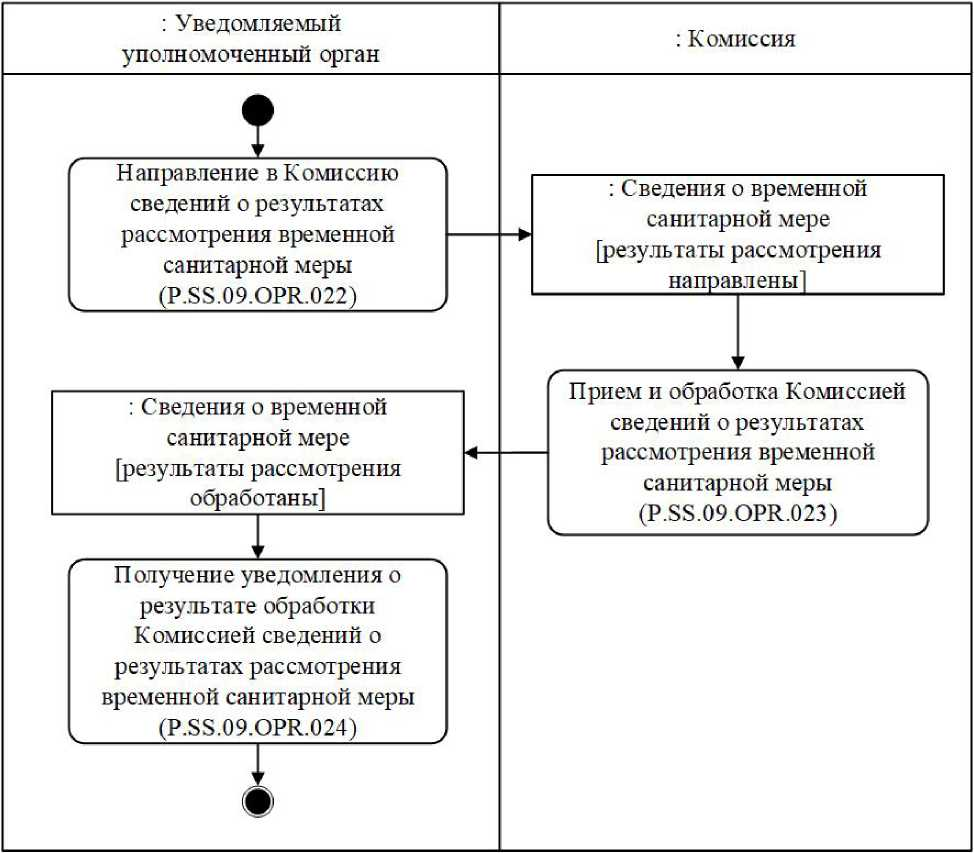 : Уведомляемый
уполномоченный орган
: Комиссия
Направление в Комиссию
сведений о результатах
рассмотрения временной
санитарной меры
(P.SS.09.OPR.022)
: Сведения о временной
санитарной мере
[результаты рассмотрения
направлены]
Прием и обработка Комиссией
сведений о результатах
рассмотрения временной
санитарной меры
(P.SS.09.OPR.023)
: Сведения о временной
санитарной мере
[результаты рассмотрения
обработаны]
Получение уведомления о
результате обработки
Комиссией сведений о
результатах рассмотрения
временной санитарной меры
(P.SS.09.OPR.024)